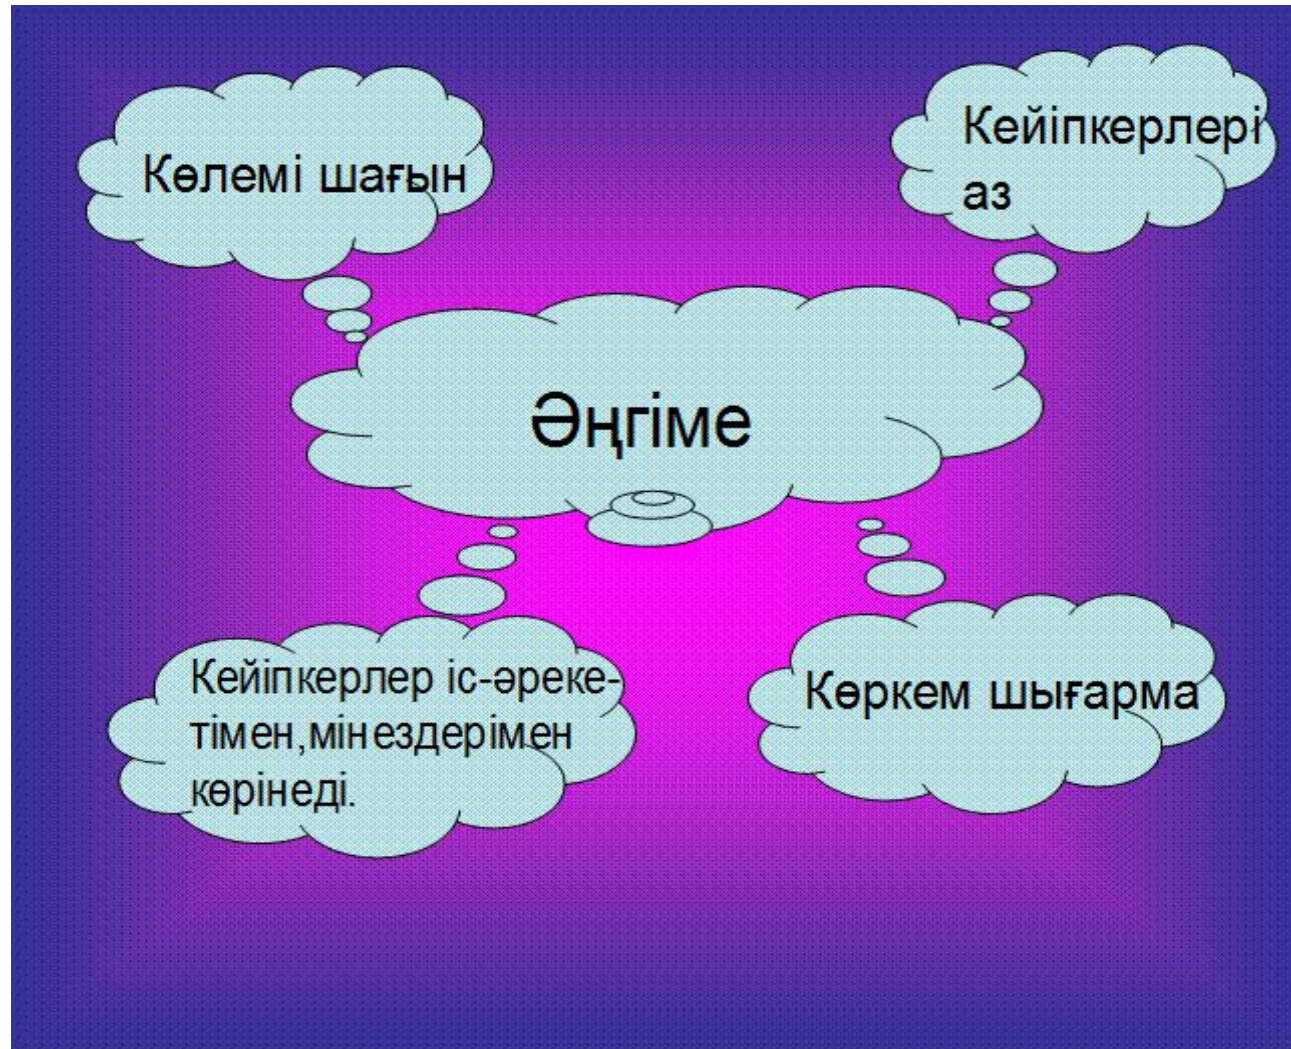 Көлемі шағын
Кейіпкерлері
аз
Әңгіме
Кейіпкерлер іс-әреке-
тімен,мінездерімен
көрінеді.
Көркем шығарма